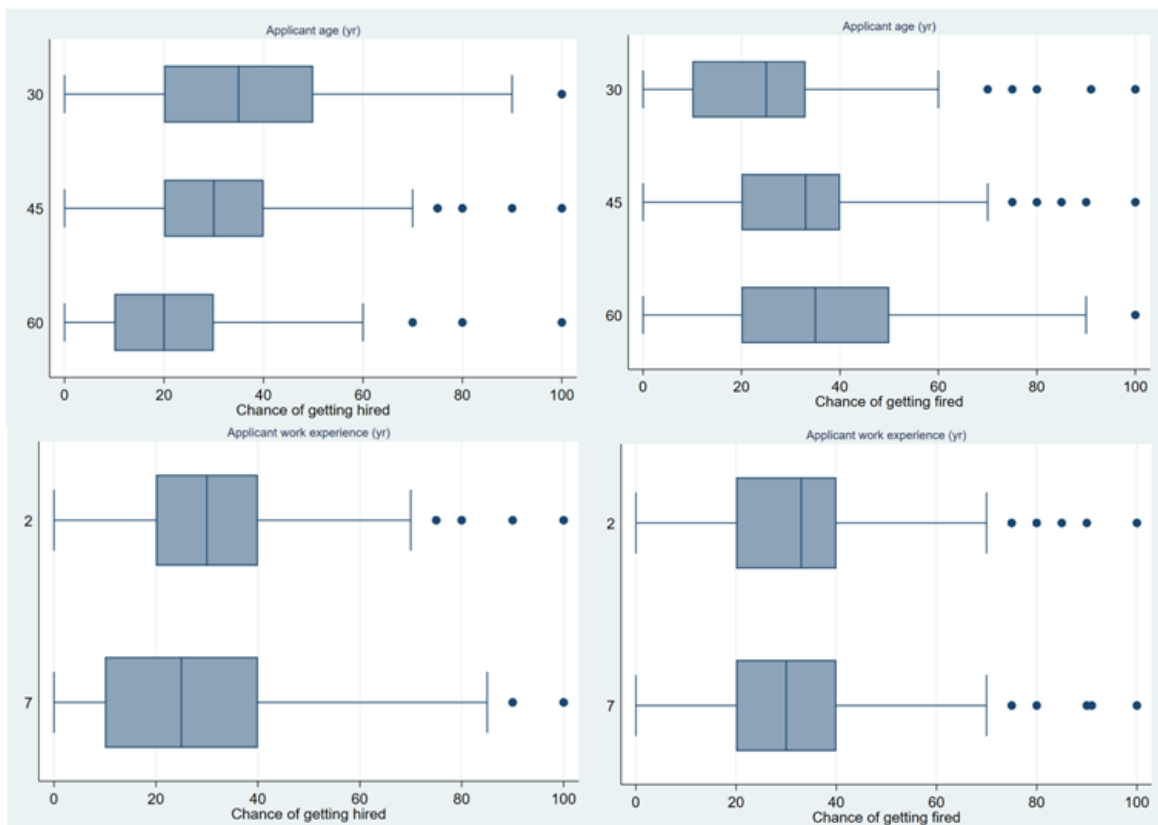 Applicant age (yr)
30
45
60
0 20 40 60 80 100
Chance of getting hired
Applicant age (yr)
30
45
60
0 20 40 60 80 100
Chance of getting fired
Applicant work experience (yr)
2
7
0 20 40 60 80 100
Chance of getting hired
Applicant work experience (yr)
2
7
0 20 40 60 80 100
Chance of getting fired